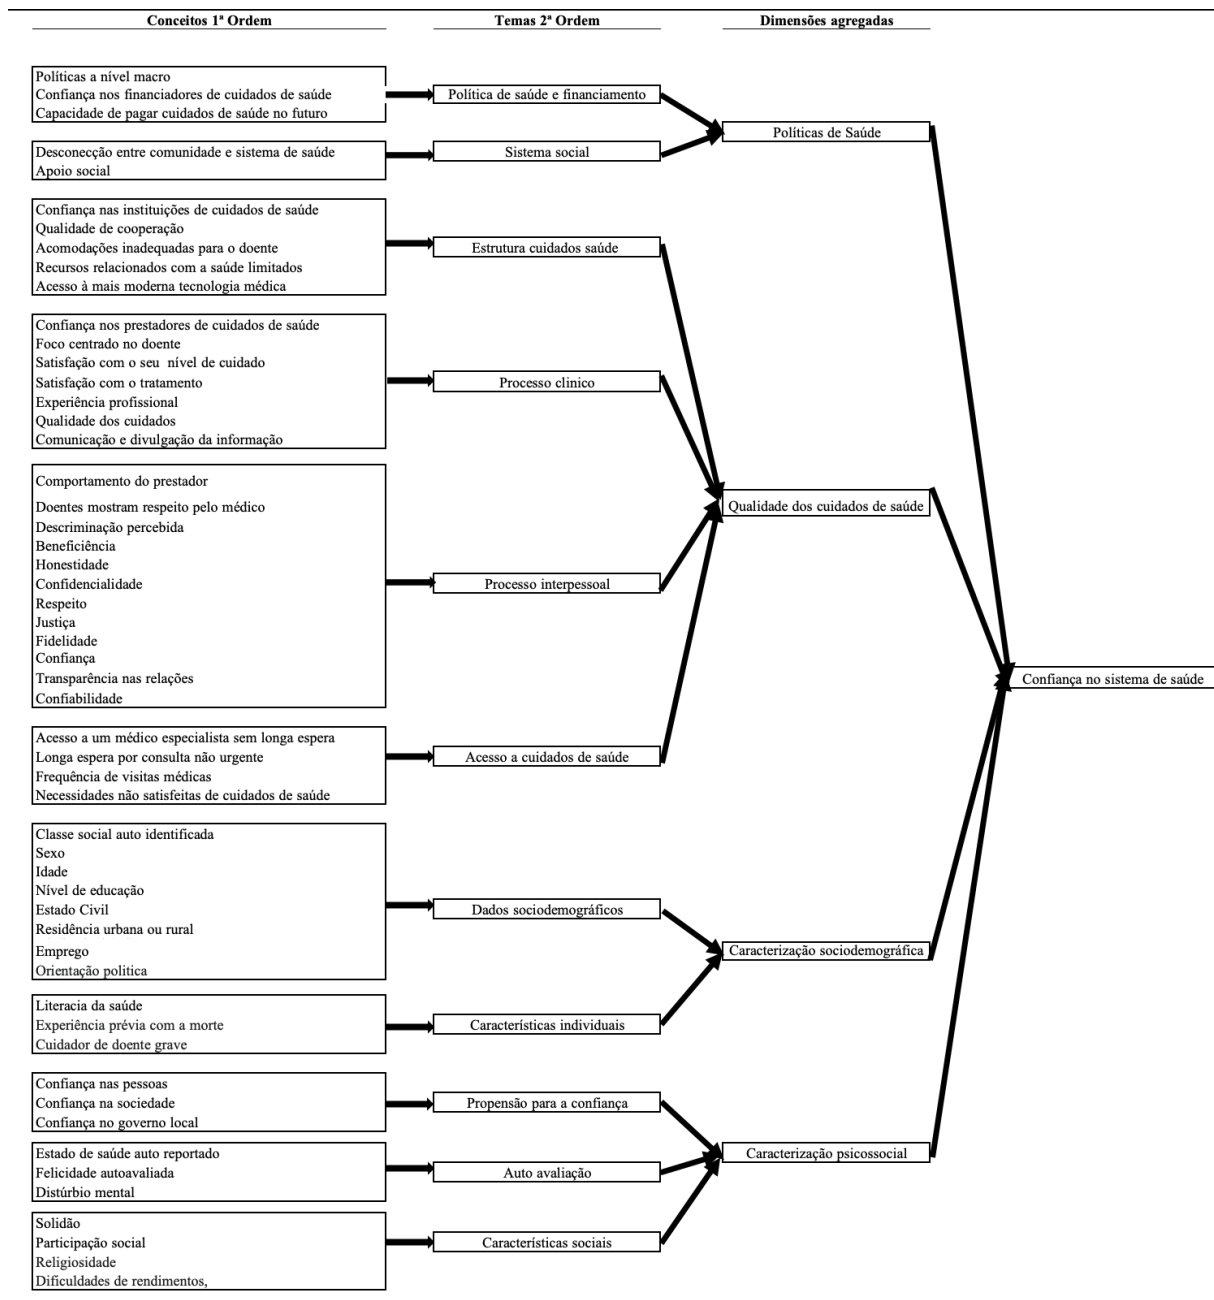 Conceitos 1ª Ordem
Temas 2ª Ordem
Dimensões agregadas
Políticas a nível macro
Confiança nos financiadores de cuidados de saúde
Capacidade de pagar cuidados de saúde no futuro
Política de saúde e financiamento
Políticas de Saúde
Desconecção entre comunidade e sistema de saúde
Apoio social
Sistema social
Confiança nas instituições de cuidados de saúde
Qualidade de cooperação
Acomodações inadequadas para o doente
Recursos relacionados com a saúde limitados
Acesso à mais moderna tecnologia médica
Estrutura cuidados saúde
Confiança nos prestadores de cuidados de saúde
Foco centrado no doente
Satisfação com o seu nível de cuidado
Satisfação com o tratamento
Experiência profissional
Qualidade dos cuidados
Comunicação e divulgação da informação
Processo clinico
Qualidade dos cuidados de saúde
Comportamento do prestador
Doentes mostram respeito pelo médico
Descriminação percebida
Beneficiência
Honestidade
Confidencialidade
Respeito
Justiça
Fidelidade
Confiança
Transparência nas relações
Confiabilidade
Processo interpessoal
Confiança no sistema de saúde
Acesso a um médico especialista sem longa espera
Longa espera por consulta não urgente
Frequência de visitas médicas
Necessidades não satisfeitas de cuidados de saúde
Acesso a cuidados de saúde
Classe social auto identificada
Sexo
Idade
Nível de educação
Estado Civil
Residência urbana ou rural
Emprego
Orientação politica
Dados sociodemográficos
Caracterização sociodemográfica
Literacia da saúde
Experiência prévia com a morte
Cuidador de doente grave
Características individuais
Confiança nas pessoas
Confiança na sociedade
Confiança no governo local
Propensão para a confiança
Estado de saúde auto reportado
Felicidade autoavaliada
Distúrbio mental
Auto avaliação
Caracterização psicossocial
Solidão
Participação social
Religiosidade
Dificuldades de rendimentos,
Características sociais